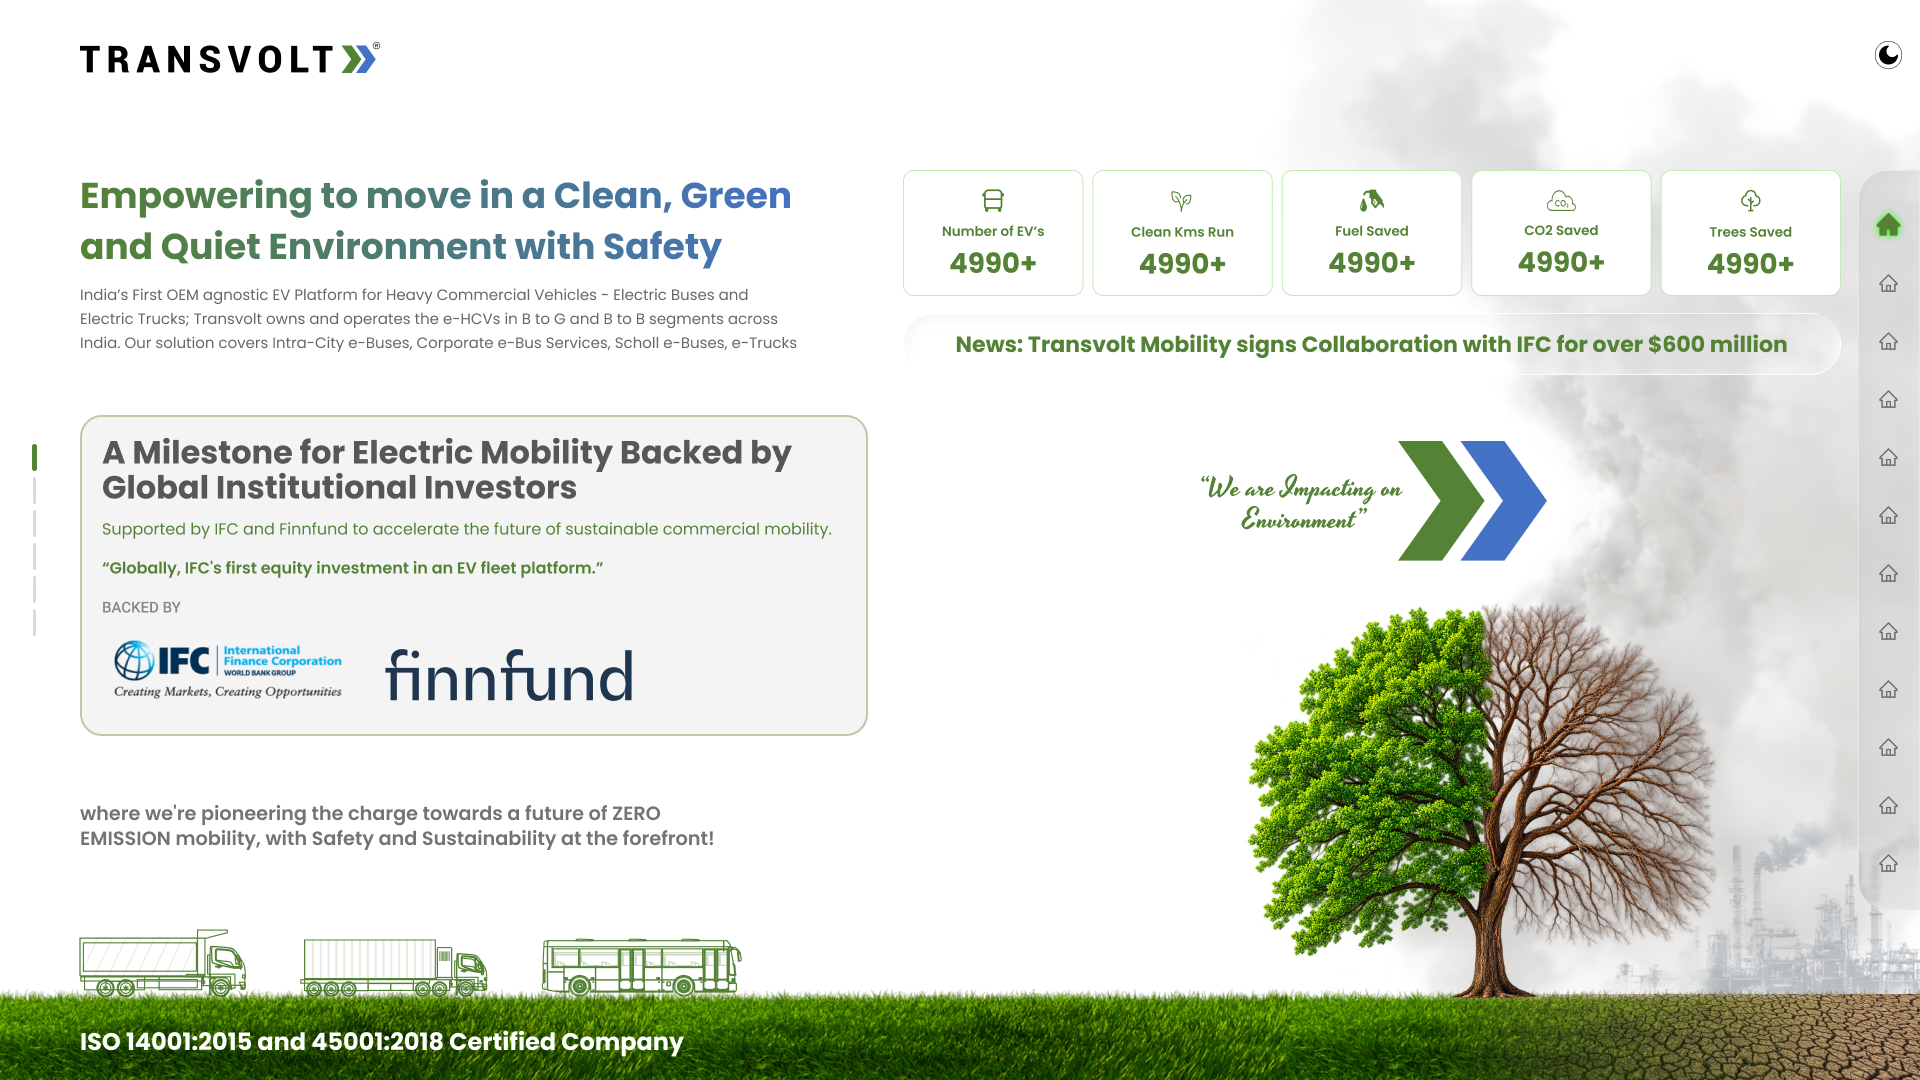 TRANSVOLT ®
Empowering to move in a Clean, Green
and Quiet Environment with Safety
India’s First OEM agnostic EV Platform for Heavy Commercial Vehicles - Electric Buses and
Electric Trucks; Transvolt owns and operates the e-HCVs in B to G and B to B segments across
India. Our solution covers Intra-City e-Buses, Corporate e-Bus Services, Scholl e-Buses, e-Trucks
Number of EV’s
4990+
Clean Kms Run
4990+
Fuel Saved
4990+
CO2
CO2 Saved
4990+
Trees Saved
4990+
News: Transvolt Mobility signs Collaboration with IFC for over $600 million
A Milestone for Electric Mobility Backed by
Global Institutional Investors
Supported by IFC and Finnfund to accelerate the future of sustainable commercial mobility.
“Globally, IFC's first equity investment in an EV fleet platform.”
BACKED BY
IFC
International
Finance Corporation
WORLD BANK GROUP
Creating Markets, Creating Opportunities
finnfund
“We are Impacting on
Environment”
where we're pioneering the charge towards a future of ZERO
EMISSION mobility, with Safety and Sustainability at the forefront!
ISO 14001:2015 and 45001:2018 Certified Company